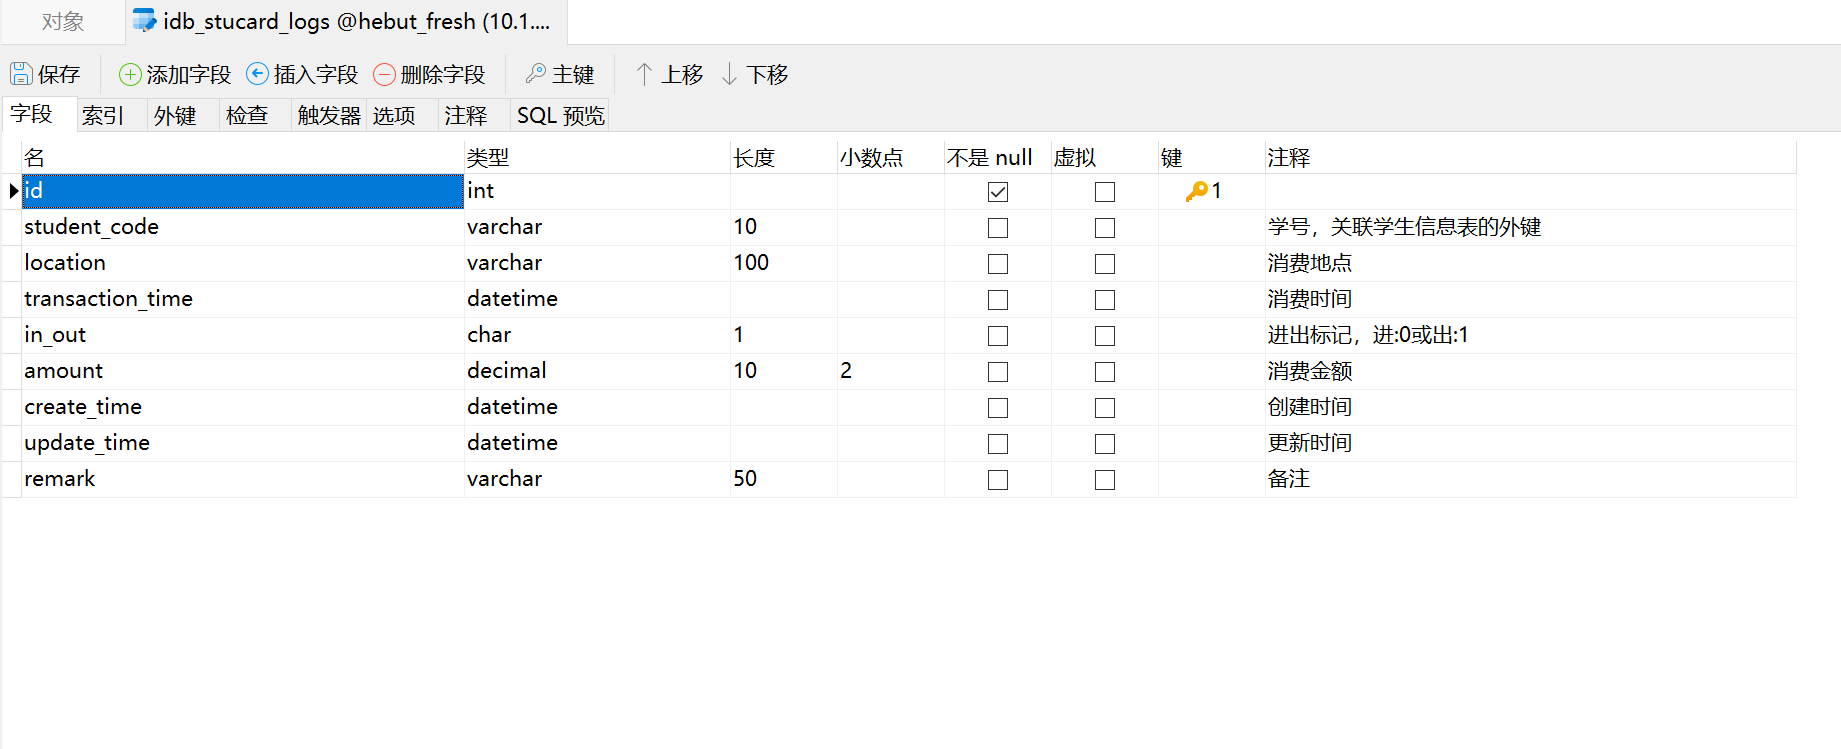 对象 idb_stucard_logs @hebut_fresh (10.1....
保存 添加字段 插入字段 删除字段 主键 上移 下移
字段 索引 外键 检查 触发器 选项 注释 SQL 预览
名 类型 长度 小数点 不是 null 虚拟 键 注释
id int 1
student_code varchar 10 学号，关联学生信息表的外键
location varchar 100 消费地点
transaction_time datetime 消费时间
in_out char 1 进出标记，进:0或出:1
amount decimal 10 2 消费金额
create_time datetime 创建时间
update_time datetime 更新时间
remark varchar 50 备注